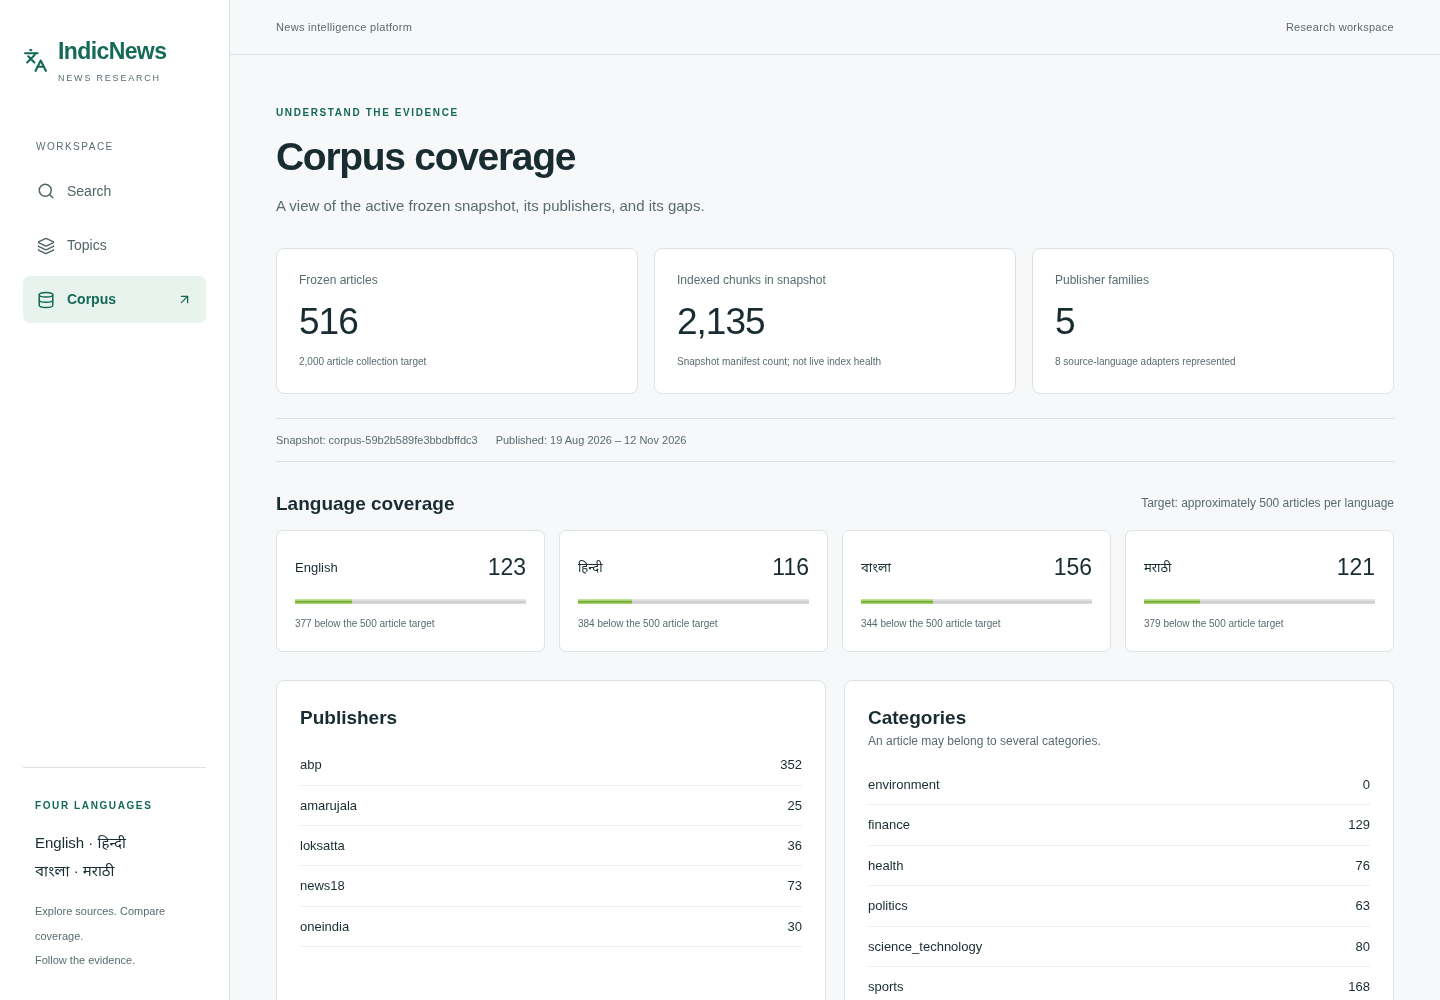 IndicNews
NEWS RESEARCH
WORKSPACE
Search
Topics
Corpus
FOUR LANGUAGES
English · हिन्दी
বাংলা · मराठी
Explore sources. Compare
coverage.
Follow the evidence.
News intelligence platform
Research workspace
UNDERSTAND THE EVIDENCE
Corpus coverage
A view of the active frozen snapshot, its publishers, and its gaps.
Frozen articles
516
2,000 article collection target
Indexed chunks in snapshot
2,135
Snapshot manifest count; not live index health
Publisher families
5
8 source-language adapters represented
Snapshot: corpus-59b2b589fe3bbdbffdc3 Published: 19 Aug 2026 – 12 Nov 2026
Language coverage
Target: approximately 500 articles per language
English 123
377 below the 500 article target
हिन्दी 116
384 below the 500 article target
বাংলা 156
344 below the 500 article target
मराठी 121
379 below the 500 article target
Publishers
abp 352
amarujala 25
loksatta 36
news18 73
oneindia 30
Categories
An article may belong to several categories.
environment 0
finance 129
health 76
politics 63
science_technology 80
sports 168